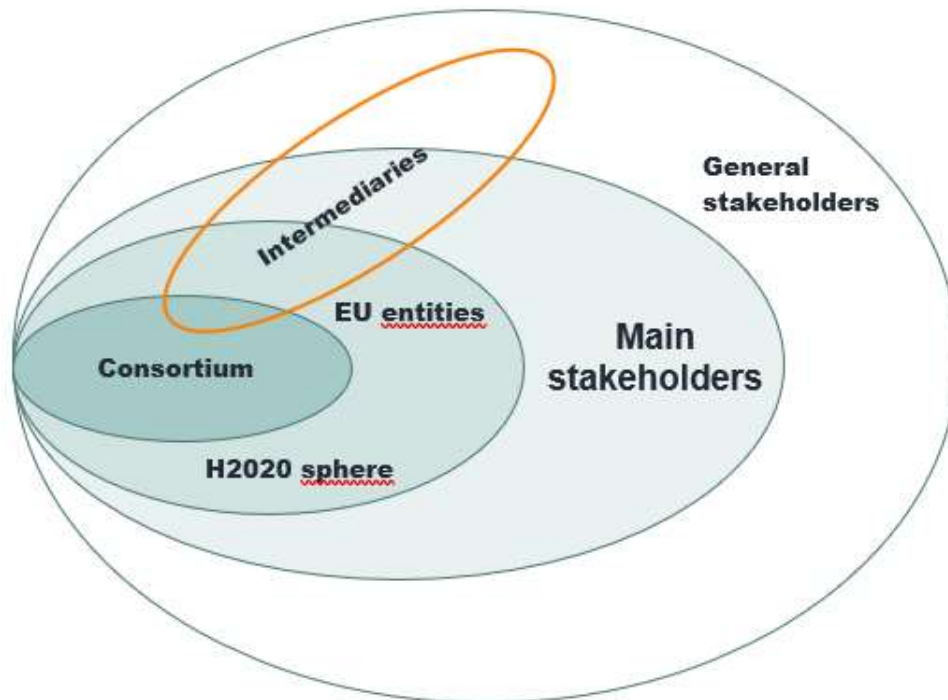 General
stakeholders
Intermediaries
EU entities
Main
stakeholders
Consortium
H2020 sphere